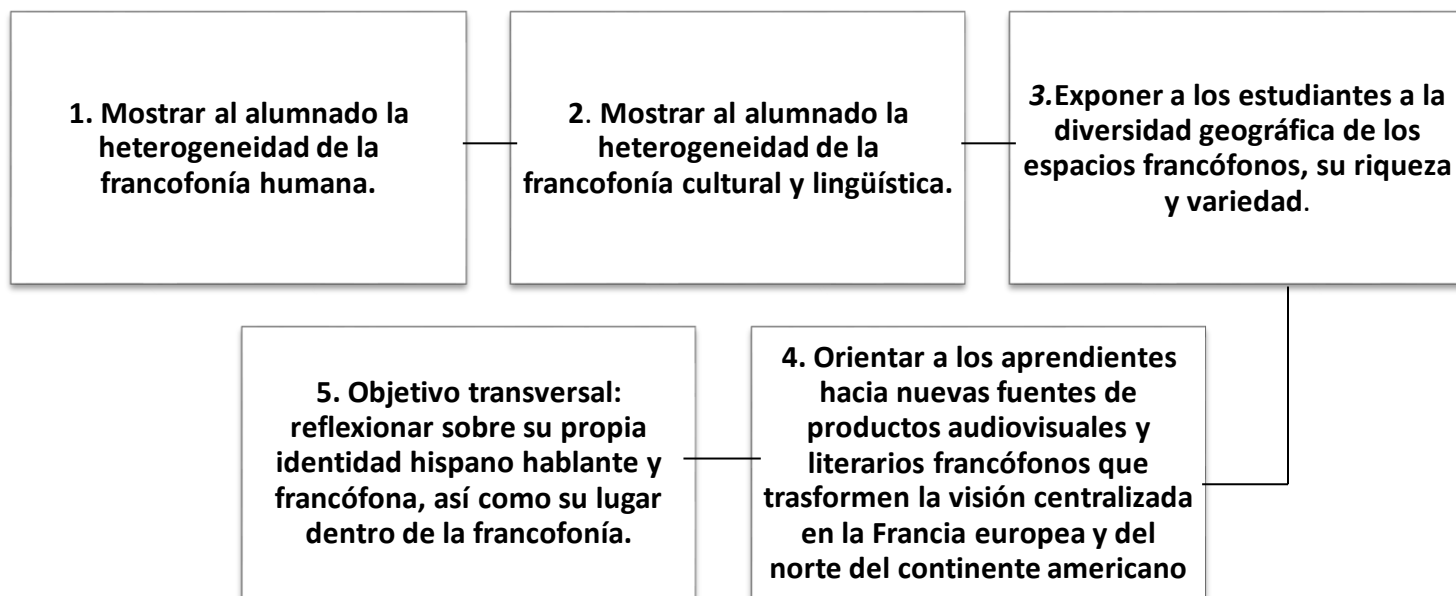 1. Mostrar al alumnado la
heterogeneidad de la
francofonía humana.
2. Mostrar al alumnado la
heterogeneidad de la
francofonía cultural y lingüística.
3.Exponer a los estudiantes a la
diversidad geográfica de los
espacios francófonos, su riqueza
y variedad.
4. Orientar a los aprendientes
hacia nuevas fuentes de
productos audiovisuales y
literarios francófonos que
trasformen la visión centralizada
en la Francia europea y del
norte del continente americano
5. Objetivo transversal:
reflexionar sobre su propia
identidad hispano hablante y
francófona, así como su lugar
dentro de la francofonía.